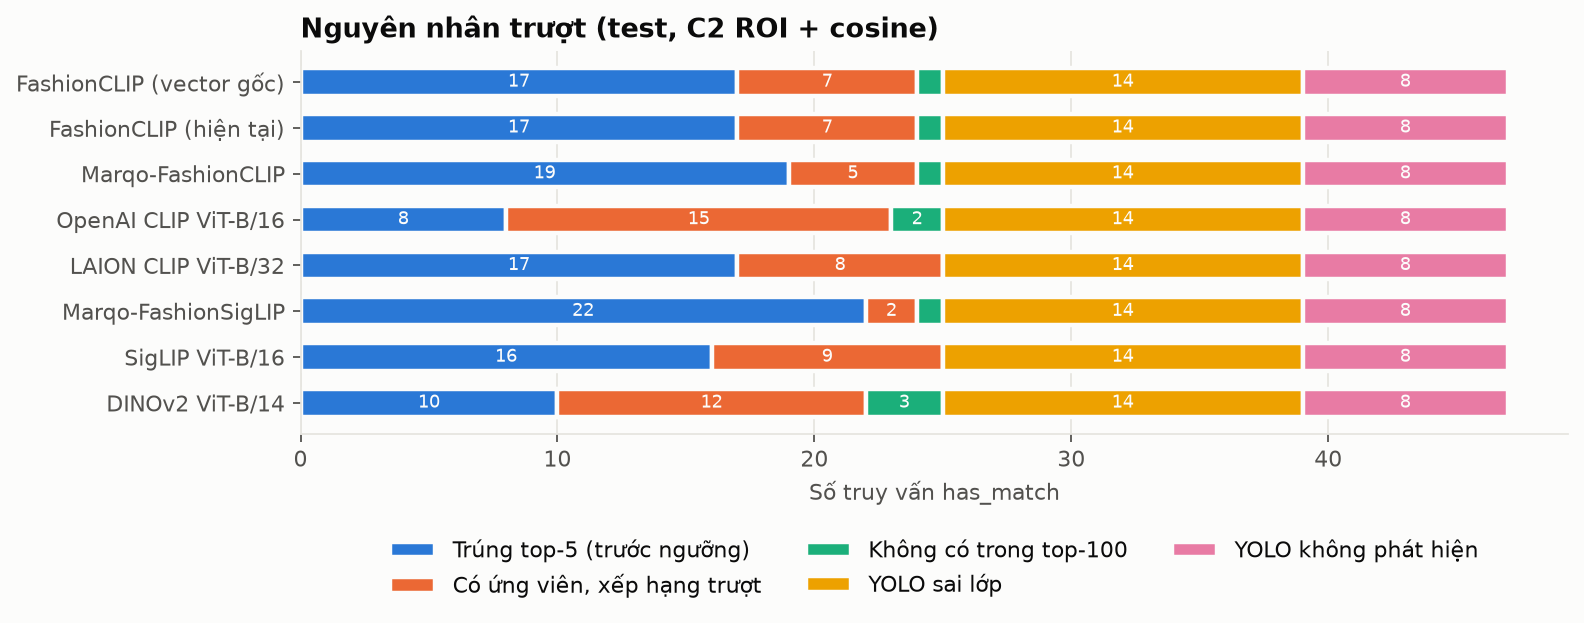 Nguyên nhân trượt (test, C2 ROI + cosine)
FashionCLIP (vector gốc) 17 7 14 8
FashionCLIP (hiện tại) 17 7 14 8
Marqo-FashionCLIP 19 5 14 8
OpenAI CLIP ViT-B/16 8 15 2 14 8
LAION CLIP ViT-B/32 17 8 14 8
Marqo-FashionSigLIP 22 2 14 8
SigLIP ViT-B/16 16 9 14 8
DINOv2 ViT-B/14 10 12 3 14 8
0 10 20 30 40
Số truy vấn has_match
Trúng top-5 (trước ngưỡng) Không có trong top-100 YOLO không phát hiện
Có ứng viên, xếp hạng trượt YOLO sai lớp